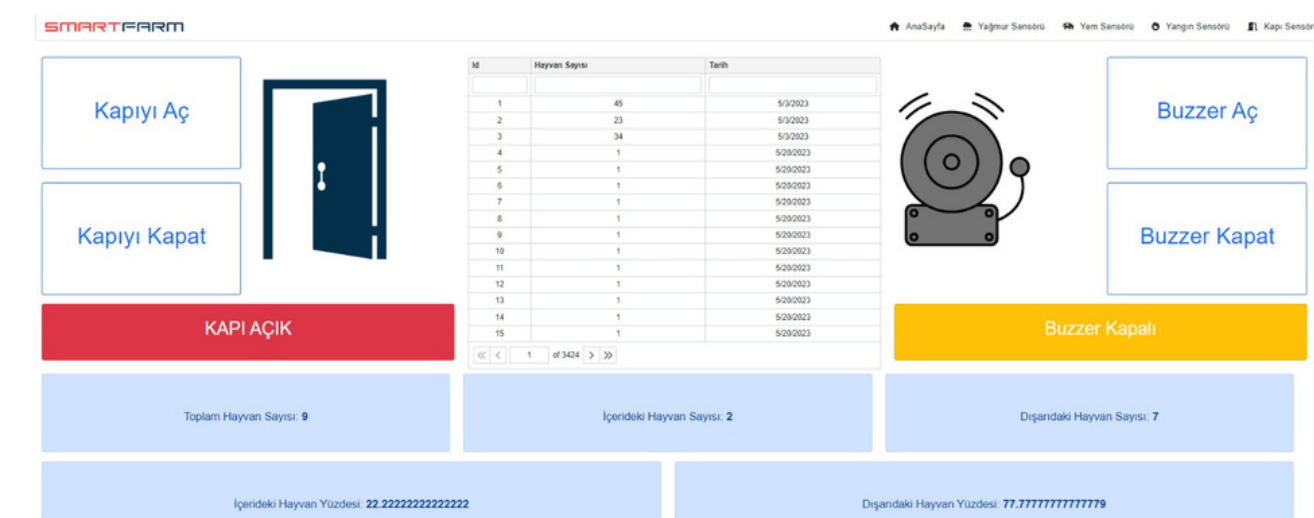 SMARTFARM
AnaSayfa Yağmur Sensörü Yem Sensörü Yangın Sensörü Kapı Sensör
Kapıyı Aç
Kapıyı Kapat
KAPI AÇIK
Id Hayvan Sayısı Tarih
1 45 5/3/2023
2 23 5/3/2023
3 34 5/3/2023
4 1 5/20/2023
5 1 5/20/2023
6 1 5/20/2023
7 1 5/20/2023
8 1 5/20/2023
9 1 5/20/2023
10 1 5/20/2023
11 1 5/20/2023
12 1 5/20/2023
13 1 5/20/2023
14 1 5/20/2023
15 1 5/20/2023
1 of 3424
Buzzer Aç
Buzzer Kapat
Buzzer Kapalı
Toplam Hayvan Sayısı: 9
İçerideki Hayvan Sayısı: 2
Dışarıdaki Hayvan Sayısı: 7
İçerideki Hayvan Yüzdesi: 22.22222222222222
Dışarıdaki Hayvan Yüzdesi: 77.77777777777779